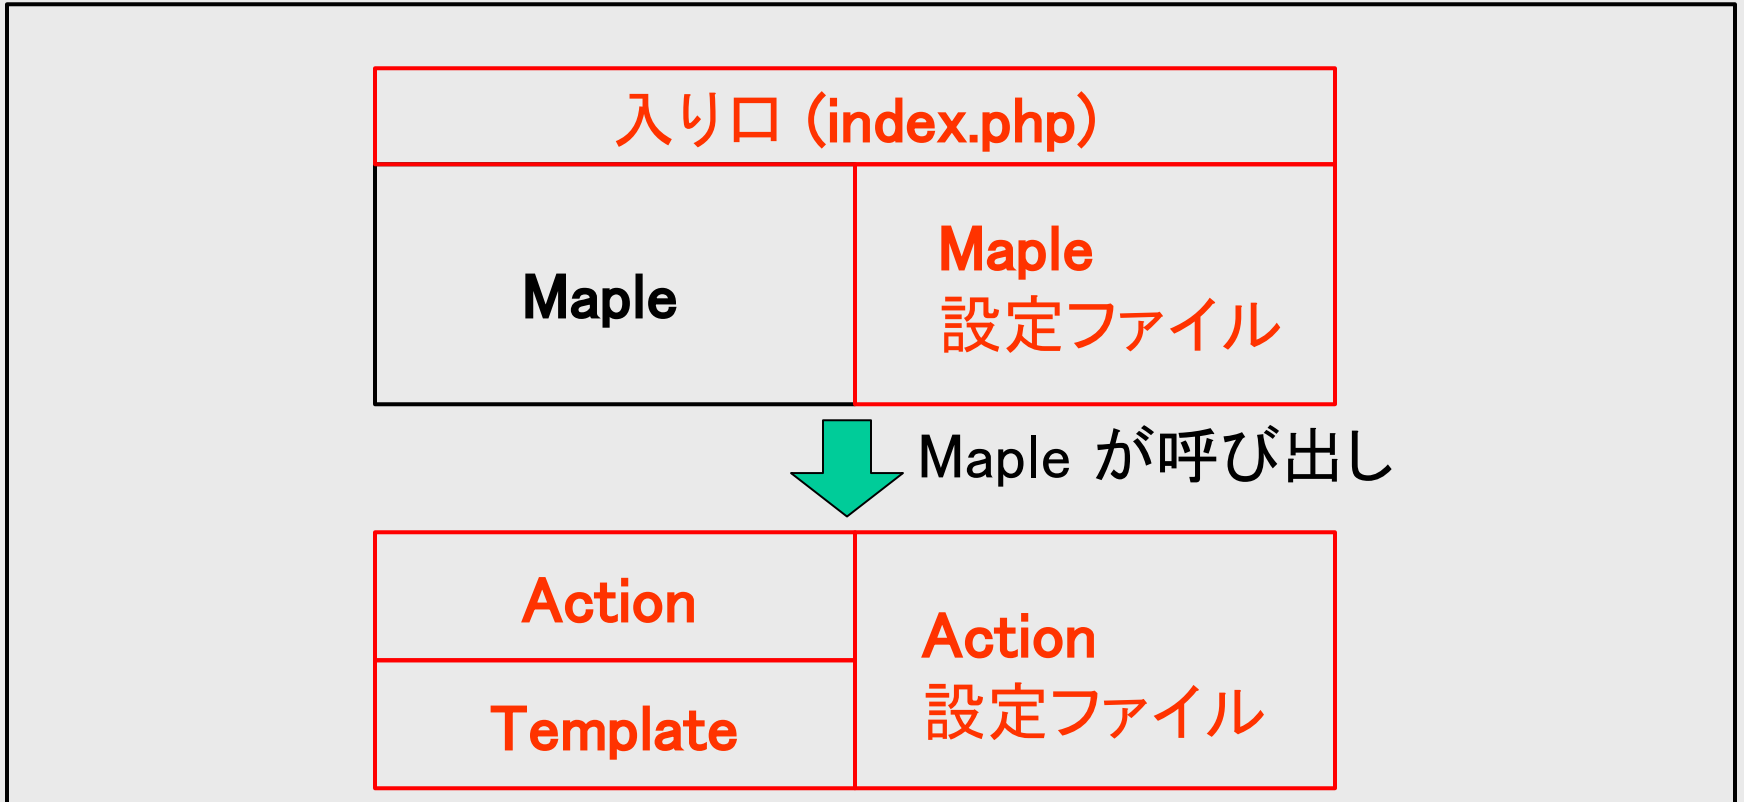 入り口 (index.php)
Maple
Maple
設定ファイル
Maple が呼び出し
Action
Template
Action
設定ファイル